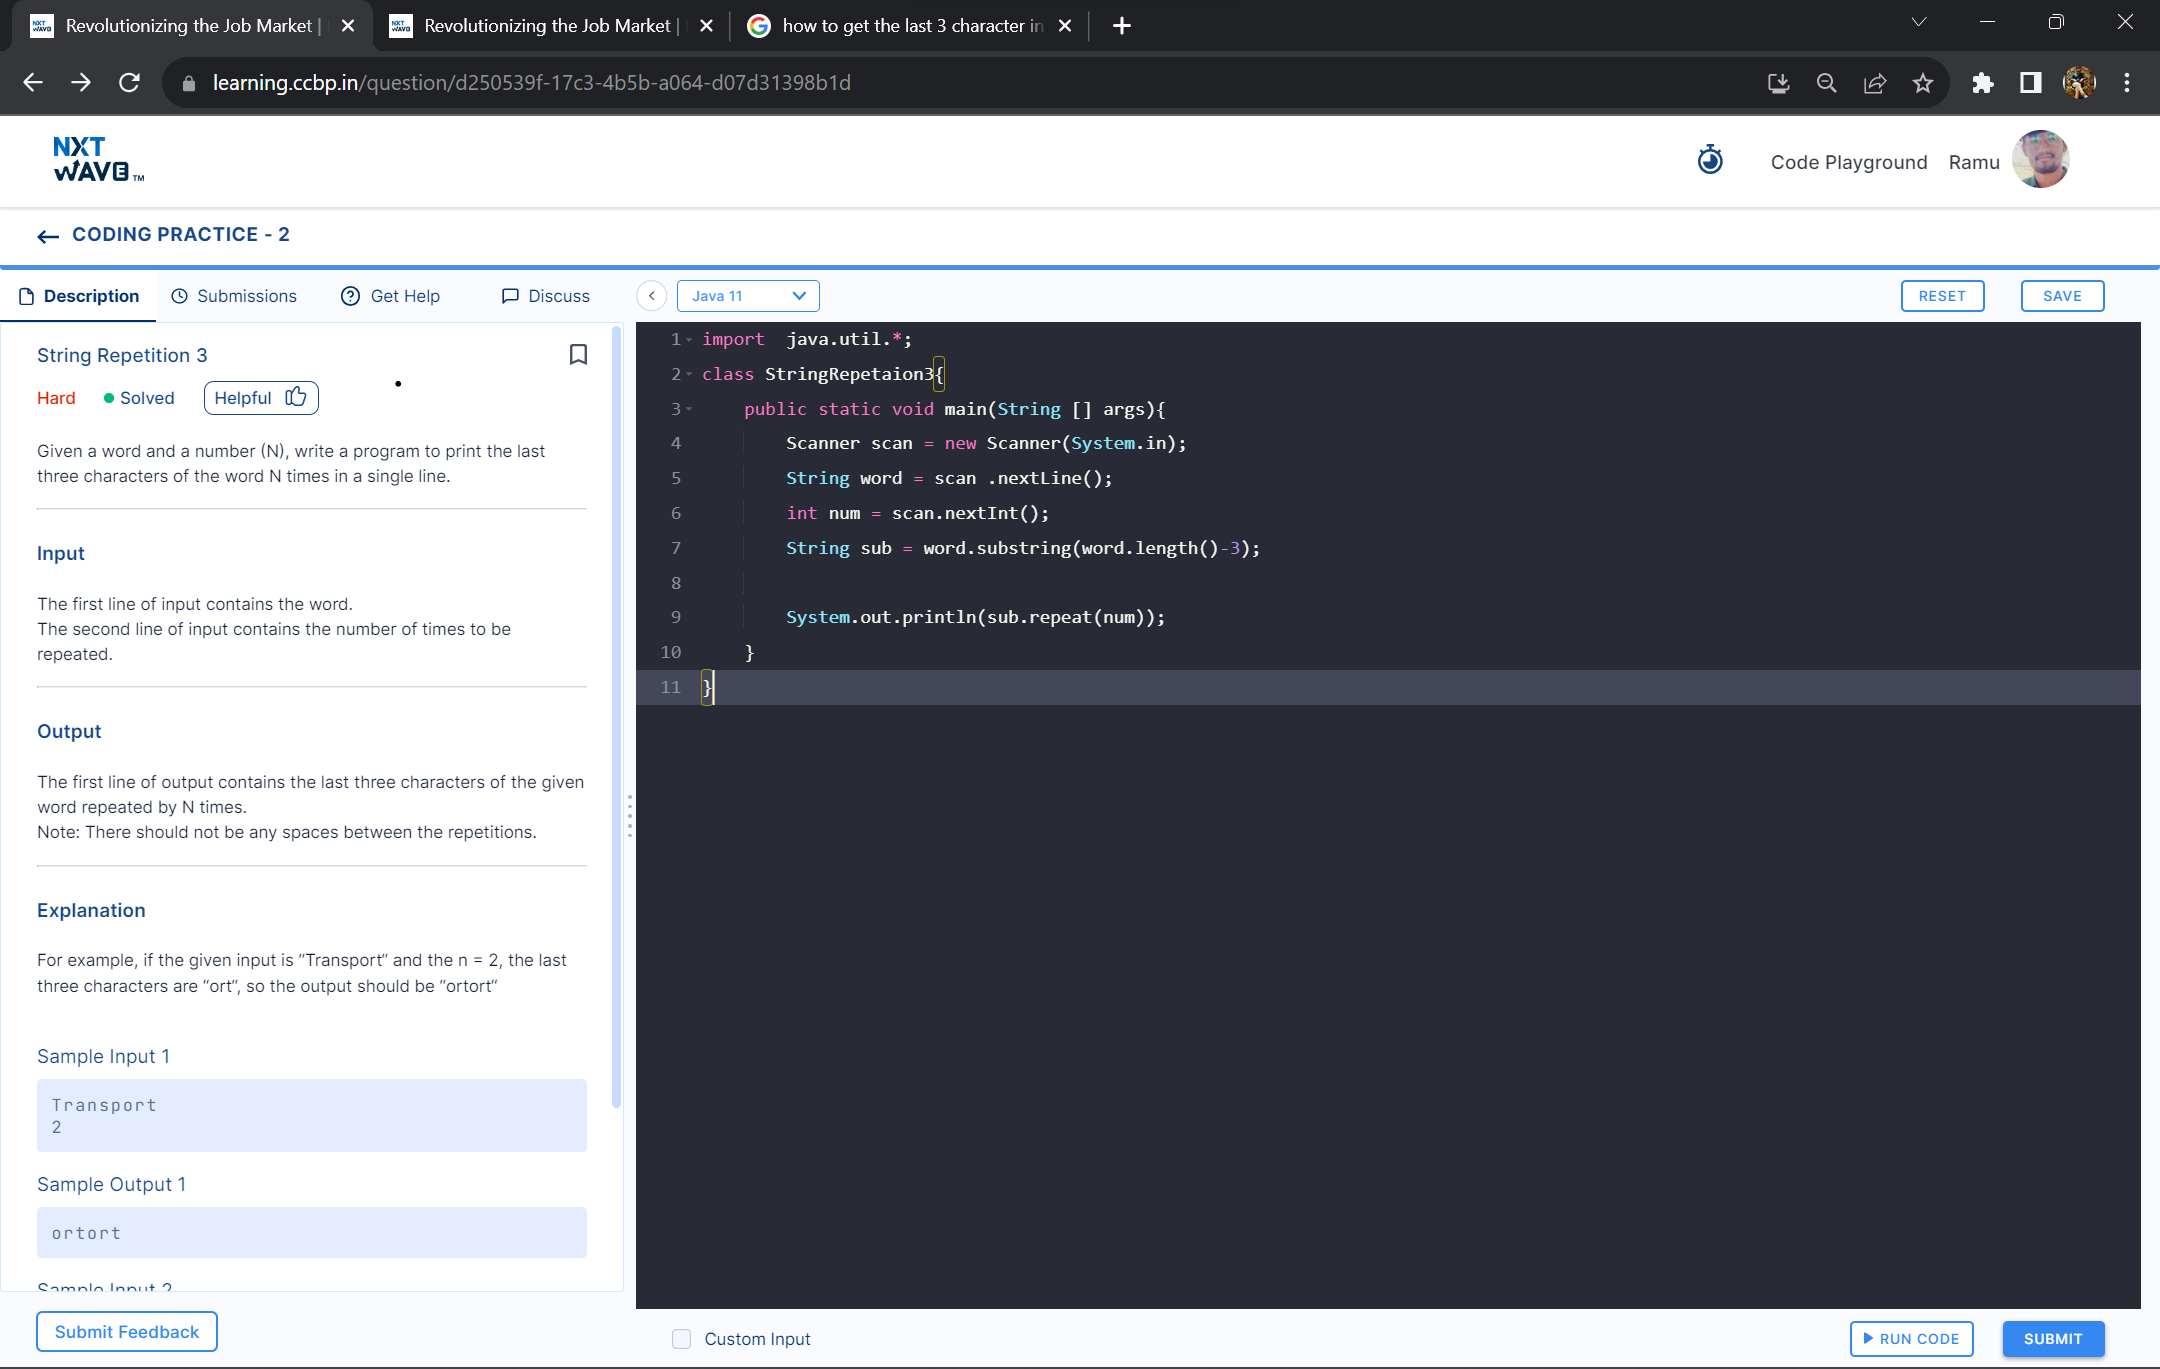 Revolutionizing the Job Market |
Revolutionizing the Job Market |
how to get the last 3 character in
learning.ccbp.in/question/d250539f-17c3-4b5b-a064-d07d31398b1d
NXT
WAVE TM
Code Playground
Ramu
CODING PRACTICE - 2
Description
Submissions
Get Help
Discuss
Java 11
RESET
SAVE
String Repetition 3
Hard
Solved
Helpful
Given a word and a number (N), write a program to print the last
three characters of the word N times in a single line.
Input
The first line of input contains the word.
The second line of input contains the number of times to be
repeated.
Output
The first line of output contains the last three characters of the given
word repeated by N times.
Note: There should not be any spaces between the repetitions.
Explanation
For example, if the given input is “Transport“ and the n = 2, the last
three characters are “ort“, so the output should be “ortort“
Sample Input 1
Transport
2
Sample Output 1
ortort
Sample Input 2
Submit Feedback
1 import  java.util.*;
2 class StringRepetaion3{
3     public static void main(String [] args){
4         Scanner scan = new Scanner(System.in);
5         String word = scan .nextLine();
6         int num = scan.nextInt();
7         String sub = word.substring(word.length()-3);
8
9         System.out.println(sub.repeat(num));
10     }
11 }
Custom Input
RUN CODE
SUBMIT